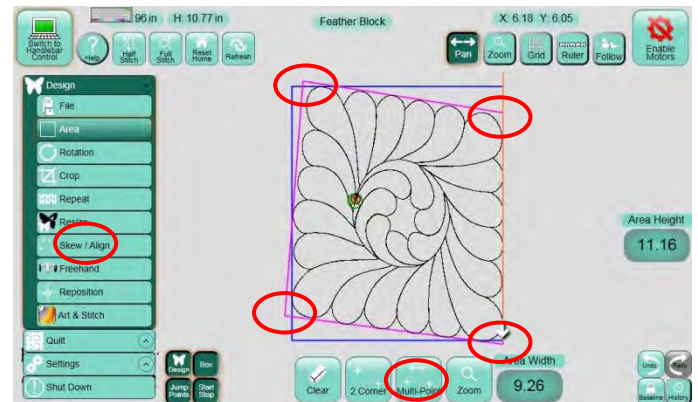 Switch to
Handlebar
Control
Help
96 in H: 10.77 in
Half
Stitch
Full
Stitch
Reset
Home
Refresh
Feather Block
X: 6.18 Y: 6.05
Pan
Zoom
Grid
Ruler
Follow
Enable
Motors
Design
File
Area
Rotation
Crop
Repeat
Resize
Skew / Align
Freehand
Reposition
Art & Stitch
Quilt
Settings
Shut Down
Design
Box
Jump
Points
Start
Stop
Clear
2 Corner
Multi-Point
Zoom
Area Width
9.26
Area Height
11.16
Undo
Redo
Baseline
History